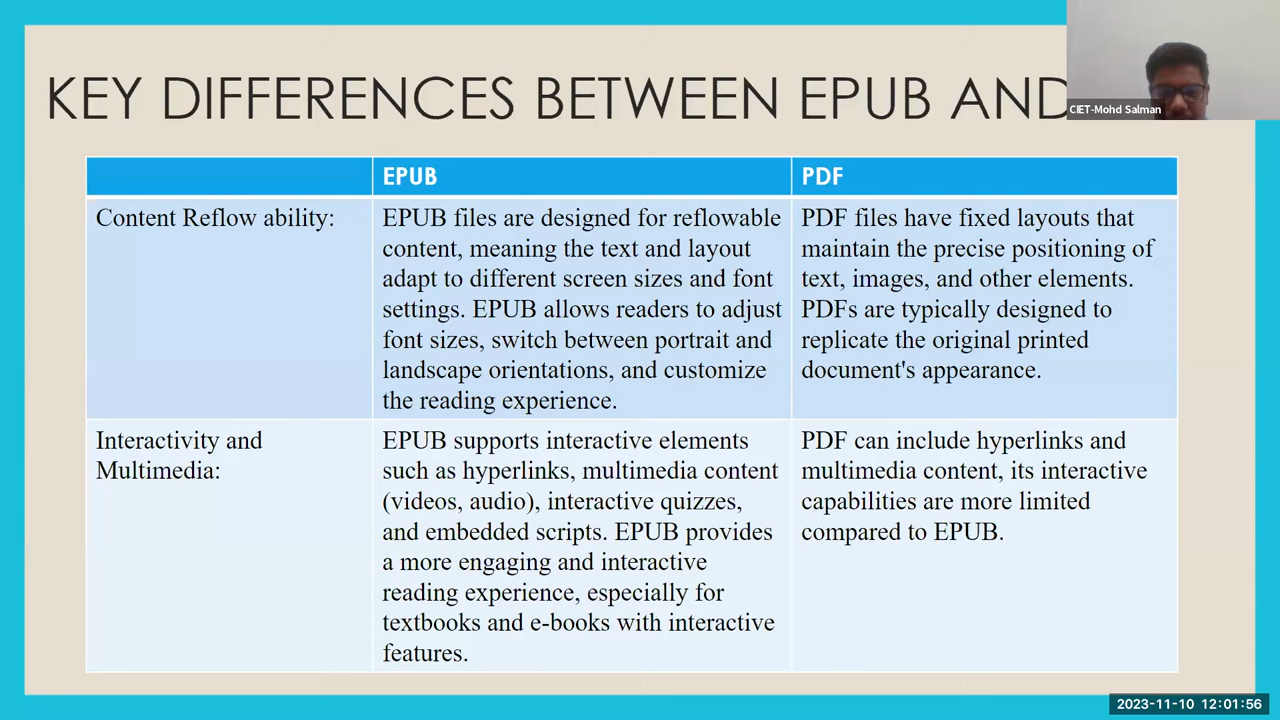 KEY DIFFERENCES BETWEEN EPUB AND
CIET-Mohd Salman
EPUB
PDF
Content Reflow ability:
EPUB files are designed for reflowable
content, meaning the text and layout
adapt to different screen sizes and font
settings. EPUB allows readers to adjust
font sizes, switch between portrait and
landscape orientations, and customize
the reading experience.
PDF files have fixed layouts that
maintain the precise positioning of
text, images, and other elements.
PDFs are typically designed to
replicate the original printed
document's appearance.
Interactivity and
Multimedia:
EPUB supports interactive elements
such as hyperlinks, multimedia content
(videos, audio), interactive quizzes,
and embedded scripts. EPUB provides
a more engaging and interactive
reading experience, especially for
textbooks and e-books with interactive
features.
PDF can include hyperlinks and
multimedia content, its interactive
capabilities are more limited
compared to EPUB.
2023-11-10 12:01:56